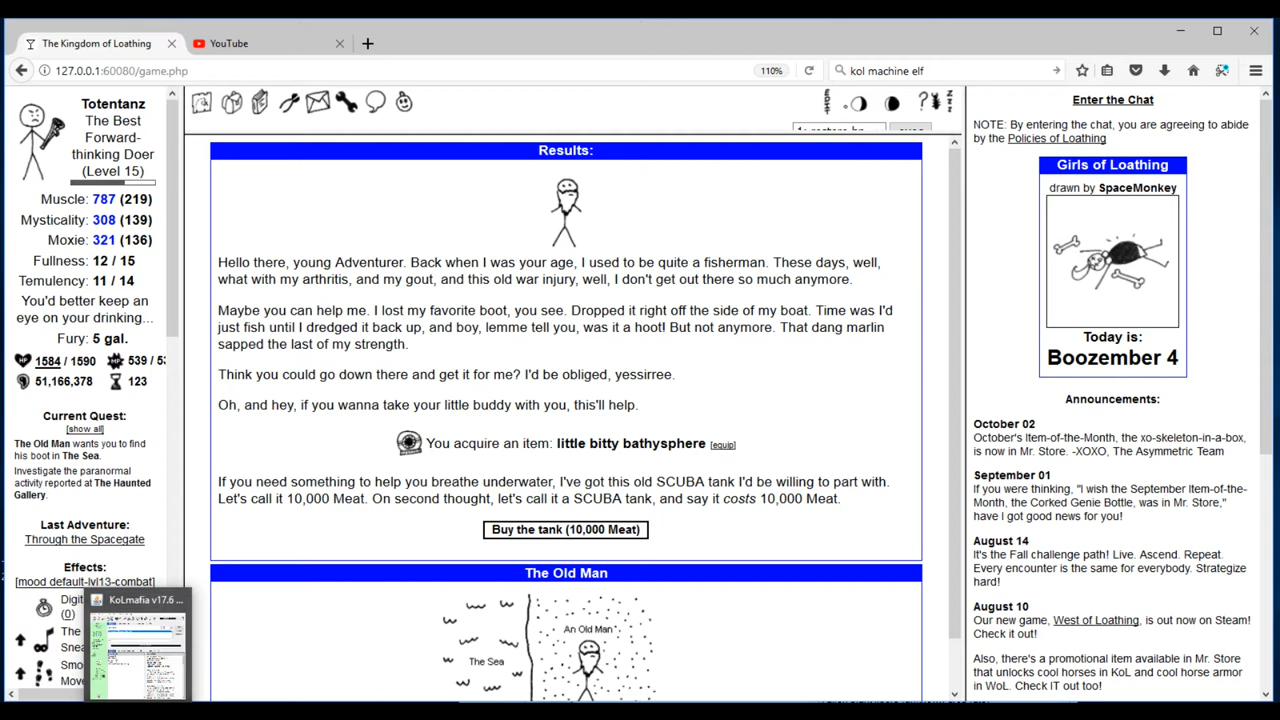 The Kingdom of Loathing
YouTube
127.0.0.1:60080/game.php
110%
kol machine elf
Totentanz
The Best
Forward-
thinking Doer
(Level 15)
Muscle: 787 (219)
Mysticality: 308 (139)
Moxie: 321 (136)
Fullness: 12 / 15
Temulency: 11 / 14
You'd better keep an
eye on your drinking...
Fury: 5 gal.
1584 / 1590
539 / 53
51,166,378
123
Current Quest:
[show all]
The Old Man wants you to find
his boot in The Sea.
Investigate the paranormal
activity reported at The Haunted
Gallery.
Last Adventure:
Through the Spacegate
Effects:
[mood default-lvl13-combat]
Digit
(0)
The
Snea
Smo
Move
KoLmafia v17.6 ...
Results:
Hello there, young Adventurer. Back when I was your age, I used to be quite a fisherman. These days, well,
what with my arthritis, and my gout, and this old war injury, well, I don't get out there so much anymore.
Maybe you can help me. I lost my favorite boot, you see. Dropped it right off the side of my boat. Time was I'd
just fish until I dredged it back up, and boy, lemme tell you, was it a hoot! But not anymore. That dang marlin
sapped the last of my strength.
Think you could go down there and get it for me? I'd be obliged, yessirree.
Oh, and hey, if you wanna take your little buddy with you, this'll help.
You acquire an item: little bitty bathysphere [equip]
If you need something to help you breathe underwater, I've got this old SCUBA tank I'd be willing to part with.
Let's call it 10,000 Meat. On second thought, let's call it a SCUBA tank, and say it costs 10,000 Meat.
Buy the tank (10,000 Meat)
The Old Man
An Old Man
The Sea
Enter the Chat
NOTE: By entering the chat, you are agreeing to abide
by the Policies of Loathing
Girls of Loathing
drawn by SpaceMonkey
Today is:
Boozember 4
Announcements:
October 02
October's Item-of-the-Month, the xo-skeleton-in-a-box,
is now in Mr. Store. -XOXO, The Asymmetric Team
September 01
If you were thinking, "I wish the September Item-of-the-
Month, the Corked Genie Bottle, was in Mr. Store,"
have I got good news for you!
August 14
It's the Fall challenge path! Live. Ascend. Repeat.
Every encounter is the same for everybody. Strategize
hard!
August 10
Our new game, West of Loathing, is out now on Steam!
Check it out!
Also, there's a promotional item available in Mr. Store
that unlocks cool horses in KoL and cool horse armor
in WoL. Check IT out too!